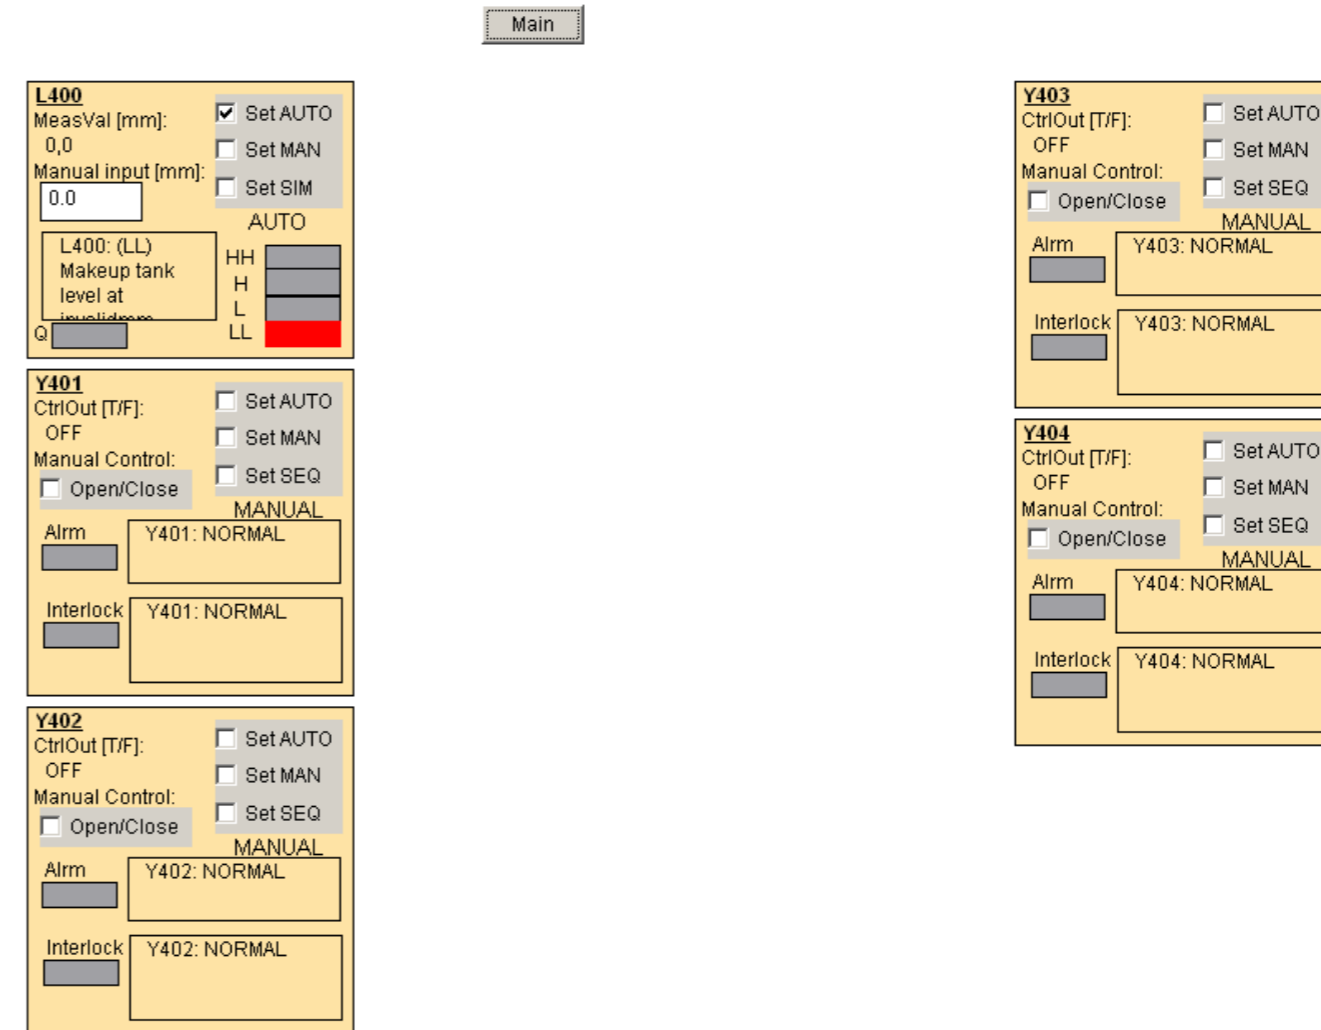 Main
L400
MeasVal [mm]:
0,0
Manual input [mm]:
0.0
Set AUTO
Set MAN
Set SIM
AUTO
L400: (LL)
Makeup tank
level at
invalidmm
HH
H
L
LL
Q
Y401
CtrlOut [T/F]:
OFF
Manual Control:
Open/Close
Set AUTO
Set MAN
Set SEQ
MANUAL
Alrm
Y401: NORMAL
Interlock
Y401: NORMAL
Y402
CtrlOut [T/F]:
OFF
Manual Control:
Open/Close
Set AUTO
Set MAN
Set SEQ
MANUAL
Alrm
Y402: NORMAL
Interlock
Y402: NORMAL
Y403
CtrlOut [T/F]:
OFF
Manual Control:
Open/Close
Set AUTO
Set MAN
Set SEQ
MANUAL
Alrm
Y403: NORMAL
Interlock
Y403: NORMAL
Y404
CtrlOut [T/F]:
OFF
Manual Control:
Open/Close
Set AUTO
Set MAN
Set SEQ
MANUAL
Alrm
Y404: NORMAL
Interlock
Y404: NORMAL